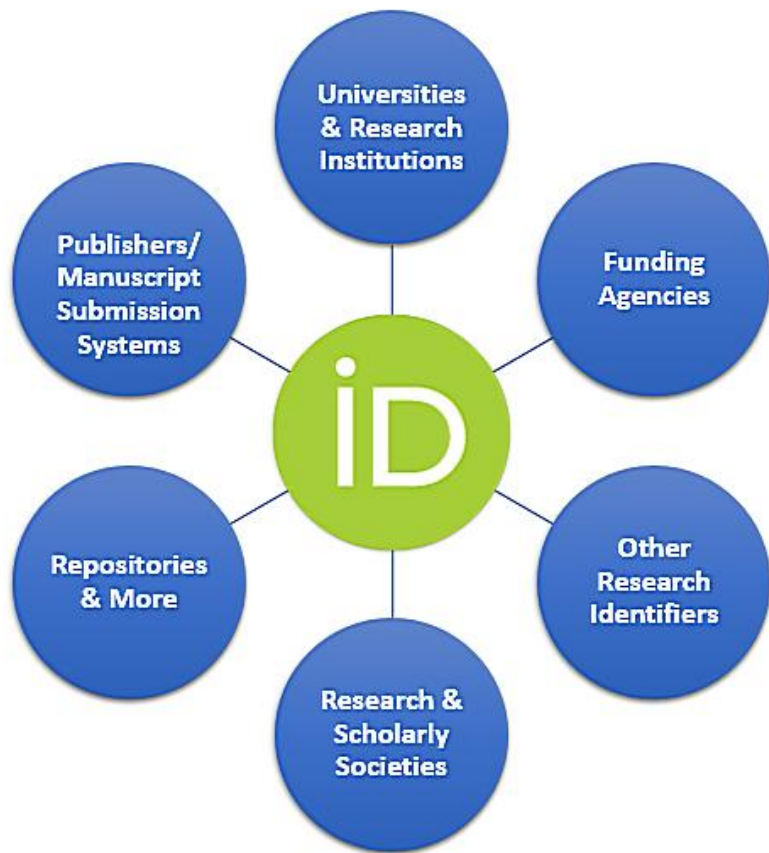 Universities
& Research
Institutions
Funding
Agencies
Other
Research
Identifiers
Research &
Scholarly
Societies
Repositories
& More
Publishers/
Manuscript
Submission
Systems
iD